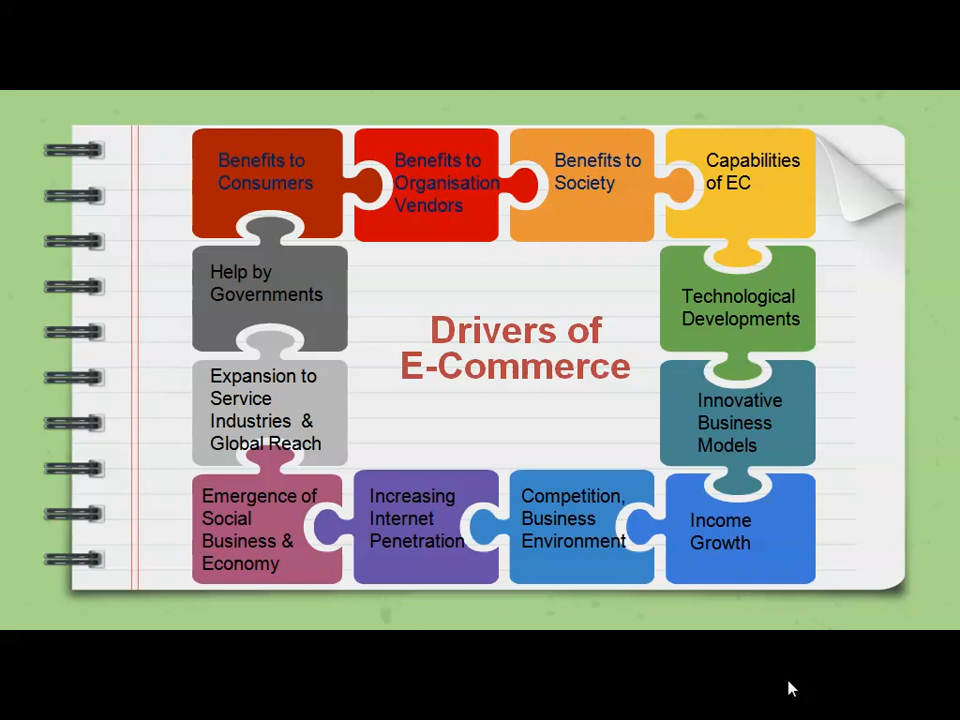 Benefits to
Consumers
Benefits to
Organisation
Vendors
Benefits to
Society
Capabilities
of EC
Help by
Governments
Technological
Developments
Drivers of
E-Commerce
Expansion to
Service
Industries &
Global Reach
Innovative
Business
Models
Emergence of
Social
Business &
Economy
Increasing
Internet
Penetration
Competition,
Business
Environment
Income
Growth